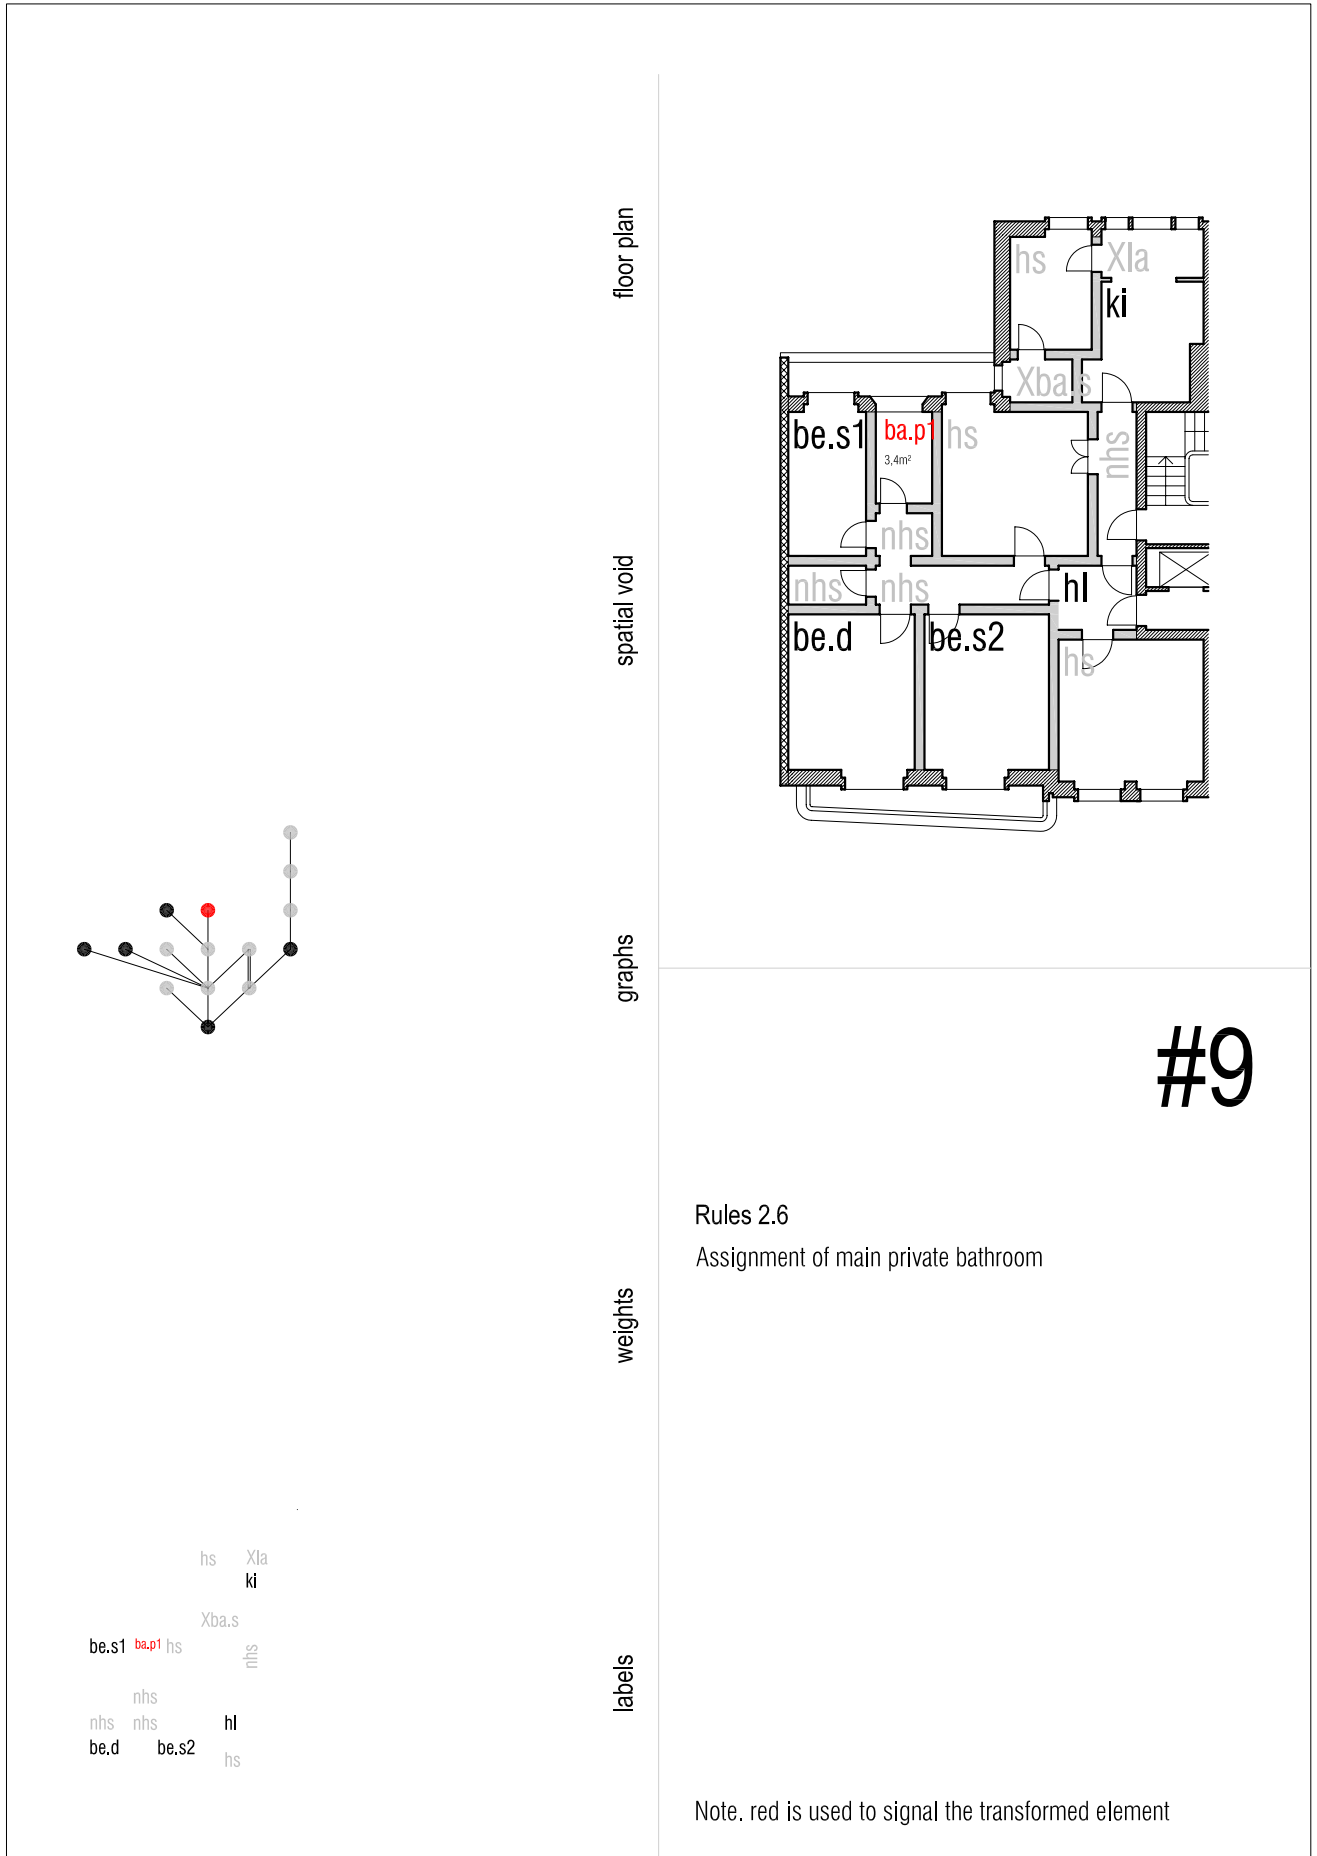 floor plan
spatial void
graphs
weights
labels
hs
Xla
ki
Xba.s
be.s1
ba.p1
3,4m²
hs
nhs
nhs
nhs
nhs
hl
be.d
be.s2
hs
#9
Rules 2.6
Assignment of main private bathroom
hs Xla
ki
Xba.s
be.s1 ba.p1 hs
nhs
nhs
nhs nhs hl
be.d be.s2
hs
Note. red is used to signal the transformed element